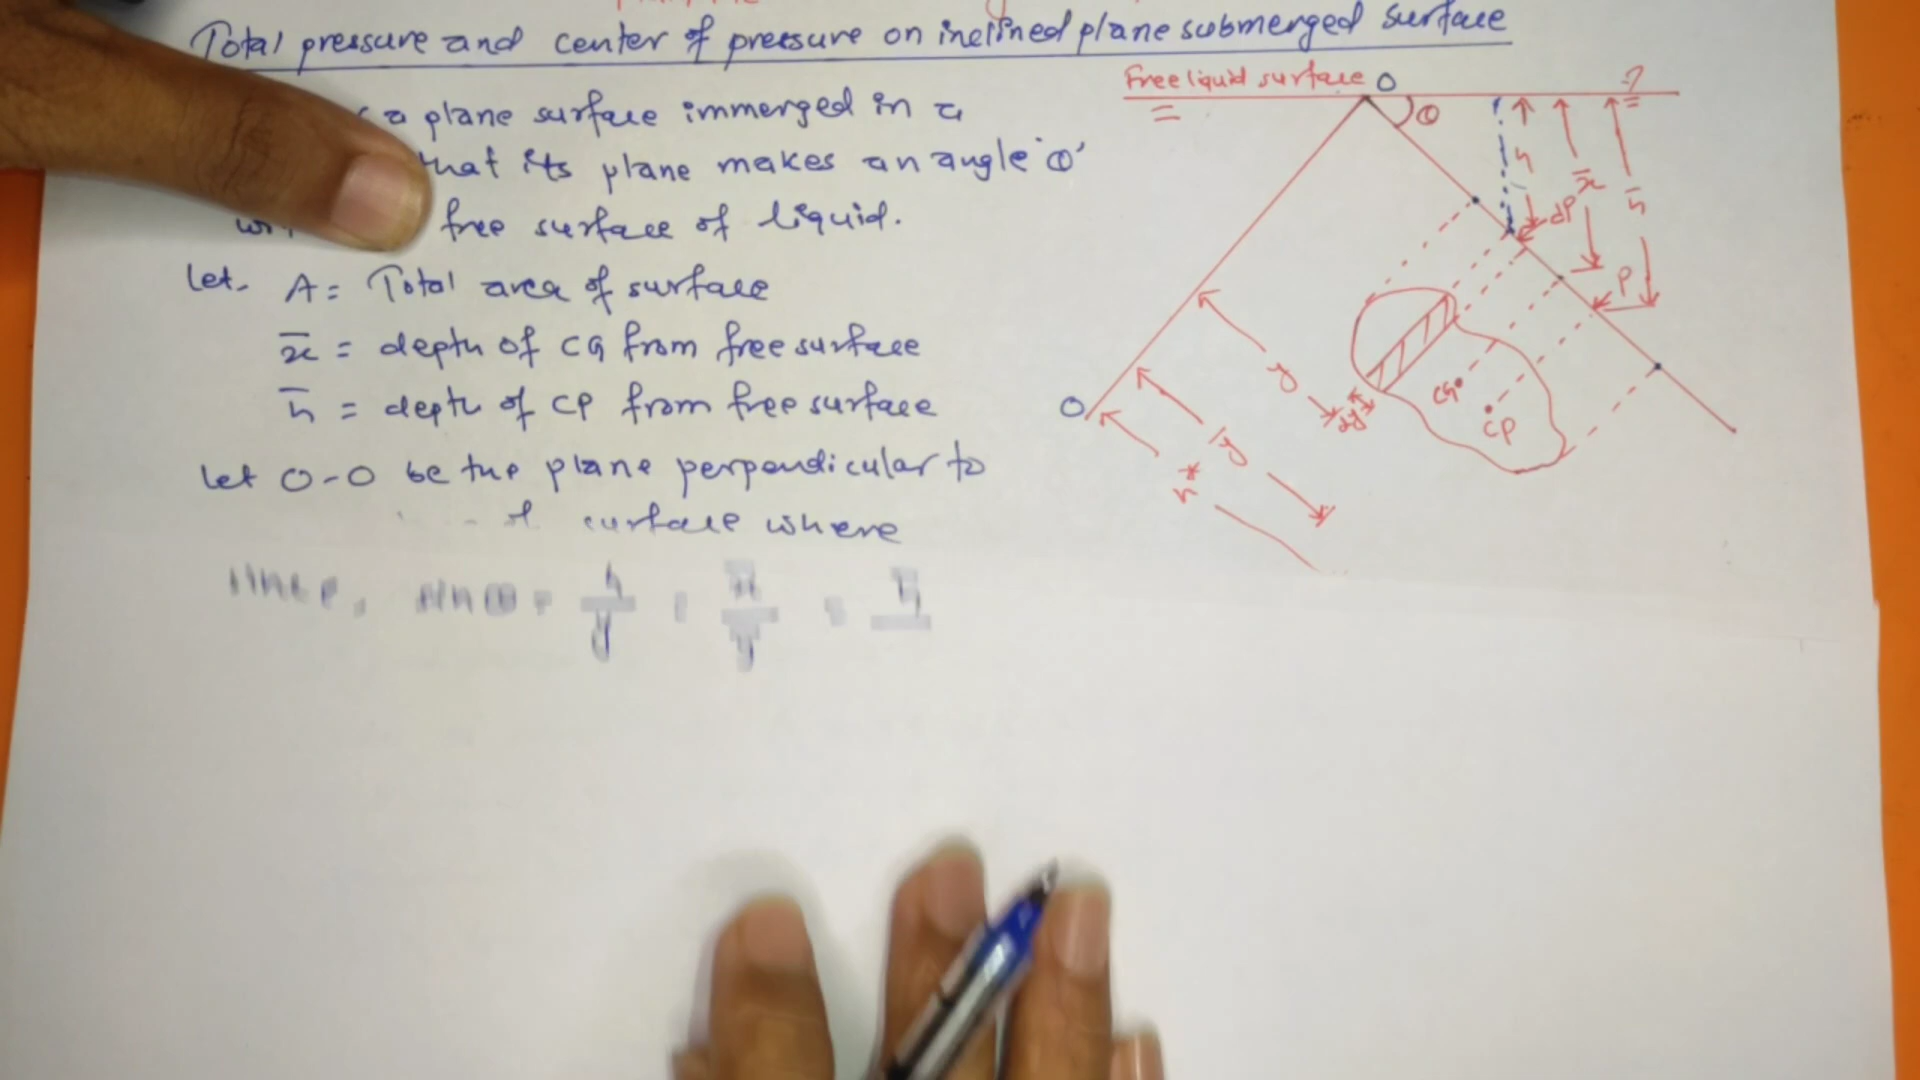 Total pressure and center of pressure on inclined plane submerged surface
a plane surface immerged in a
that its plane makes an angle 'θ'
free surface of liquid.
let. A = Total area of surface
x̄ = depth of CG from free surface
h̄ = depth of CP from free surface
Let O-O be the plane perpendicular to
surface where
since, sin θ = h/y = x̄/ȳ = h̄
Free liquid surface O
θ
h
x̄
h̄
dP
P
O
y
dy
ȳ
h*
CG
CP